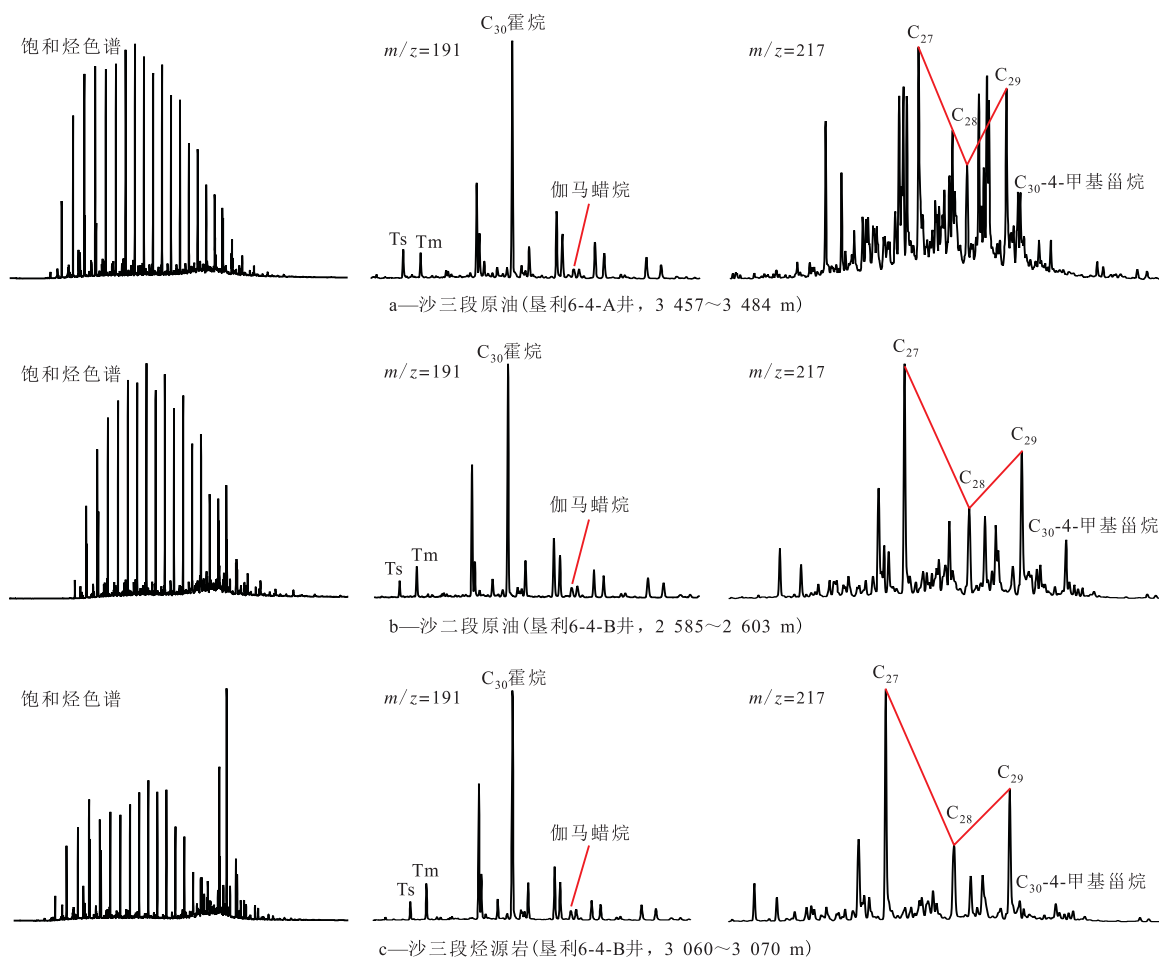 饱和烃色谱
C₃₀霍烷
m/z=191
伽马蜡烷
Ts
Tm
m/z=217
C₂₇
C₂₈
C₂₉
C₃₀-4-甲基甾烷
a—沙三段原油(垦利6-4-A井，3 457～3 484 m)
饱和烃色谱
C₃₀霍烷
m/z=191
伽马蜡烷
Ts
Tm
m/z=217
C₂₇
C₂₈
C₂₉
C₃₀-4-甲基甾烷
b—沙二段原油(垦利6-4-B井，2 585～2 603 m)
饱和烃色谱
C₃₀霍烷
m/z=191
伽马蜡烷
Ts
Tm
m/z=217
C₂₇
C₂₈
C₂₉
C₃₀-4-甲基甾烷
c—沙三段烃源岩(垦利6-4-B井，3 060～3 070 m)